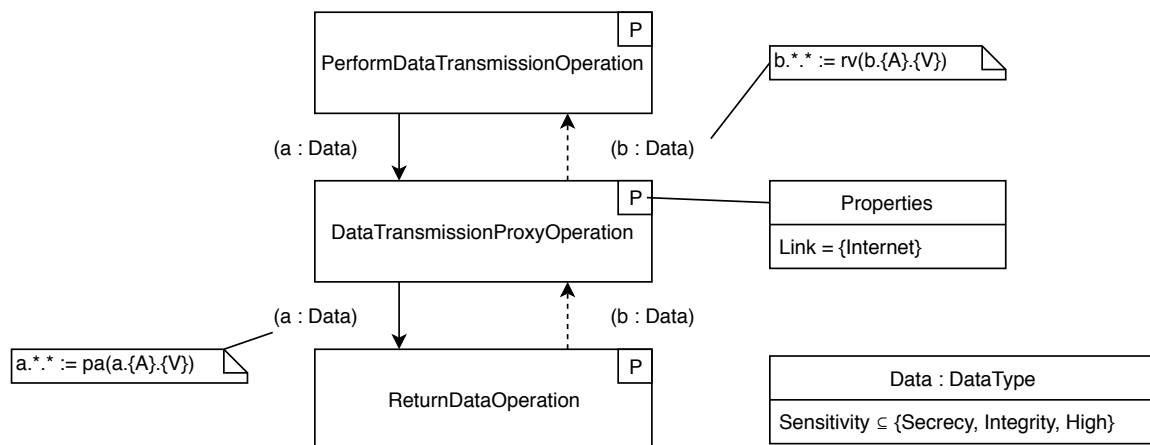 P
PerformDataTransmissionOperation
b.*.* := rv(b.{A}.{V})
(a : Data)
(b : Data)
P
DataTransmissionProxyOperation
Properties
Link = {Internet}
(a : Data)
(b : Data)
a.*.* := pa(a.{A}.{V})
P
ReturnDataOperation
Data : DataType
Sensitivity ⊆ {Secrecy, Integrity, High}